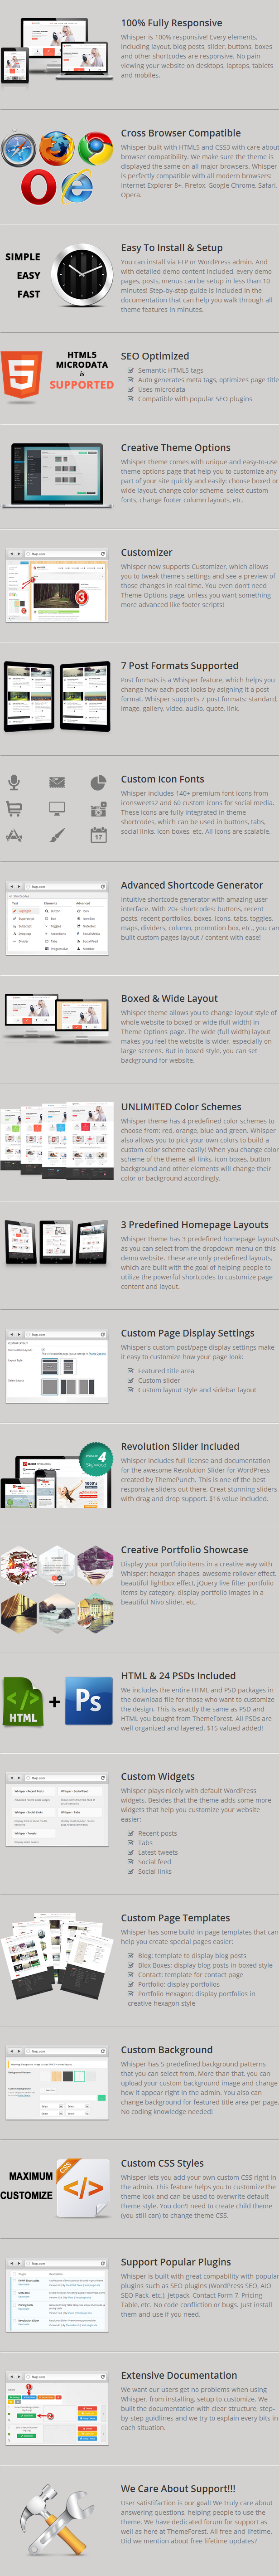 100% Fully Responsive
Whisper is 100% responsive! Every elements,
including layout, blog posts, slider, buttons, boxes
and other shortcodes are responsive. No pain
viewing your website on desktops, laptops, tablets
and mobiles.
Cross Browser Compatible
Whisper built with HTML5 and CSS3 with care about
browser compatibility. We make sure the theme is
displayed the same on all major browsers. Whisper
is perfectly compatible with all modern browsers:
Internet Explorer 8+, Firefox, Google Chrome, Safari,
Opera.
SIMPLE
EASY
FAST
Easy To Install & Setup
You can install via FTP or WordPress admin. And
with detailed demo content included, every demo
pages, posts, menus can be setup in less than 10
minutes! Step-by-step guide is included in the
documentation that can help you walk through all
theme features in minutes.
HTML5
MICRODATA
is
SUPPORTED
SEO Optimized
Semantic HTML5 tags
Auto generates meta tags, optimizes page title
Uses microdata
Compatible with popular SEO plugins
Creative Theme Options
Whisper theme comes with unique and easy-to-use
theme options page that help you to customize any
part of your site quickly and easily: choose boxed or
wide layout, change color scheme, select custom
fonts, change footer column layouts, etc.
Customizer
Whisper now supports Customizer, which allows
you to tweak theme's settings and see a preview of
those changes in real time. You even don't need
Theme Options page, unless you want something
more advanced like footer scripts!
3
7 Post Formats Supported
Post formats is a Whisper feature, which helps you
change how each post looks by asigning it a post
format. Whisper supports 7 post formats: standard,
image, gallery, video, audio, quote, link.
17
Custom Icon Fonts
Whisper includes 140+ premium font icons from
iconsweets2 and 60 custom icons for social media.
These icons are fully integrated in theme
shortcodes, which can be used in buttons, tabs,
social links, icon boxes, etc. All icons are scalable.
Advanced Shortcode Generator
Intuitive shortcode generator with amazing user
interface. With 20+ shortcodes: buttons, recent
posts, recent portfolios, boxes, icons, tabs, toggles,
maps, dividers, column, promotion box, etc., you can
built custom pages layout / content with ease!
Boxed & Wide Layout
Whisper theme allows you to change layout style of
whole website to boxed or wide (full width) in
Theme Options page. The wide (full width) layout
makes you feel the website is wider, especially on
large screens. But in boxed style, you can set
background for website.
UNLIMITED Color Schemes
Whisper theme has 4 predefined color schemes to
choose from: red, orange, blue and green. Whisper
also allows you to pick your own colors to build a
custom color scheme easily! When you change color
scheme of the theme, all links, icon boxes, button
background and other elements will change their
color or background accordingly.
3 Predefined Homepage Layouts
Whisper theme has 3 predefined homepage layouts
as you can select from the dropdown menu on this
demo website. These are only predefined layouts,
which are built with the goal of helping people to
utilize the powerful shortcodes to customize page
content and layout.
Custom Page Display Settings
Whisper's custom post/page display settings make
it easy to customize how your page look:
Featured title area
Custom slider
Custom layout style and sidebar layout
4
Revolution Slider Included
Whisper includes full license and documentation
for the awesome Revolution Slider for WordPress
created by ThemePunch. This is one of the best
responsive sliders out there. Creat stunning sliders
with drag and drop support. $16 value included.
Creative Portfolio Showcase
Display your portfolio items in a creative way with
Whisper: hexagon shapes, awesome rollover effect,
beautiful lightbox effect, jQuery live filter portfolio
items by category, display portfolio images in a
beautiful Nivo slider, etc.
HTML
+
Ps
HTML & 24 PSDs Included
We includes the entire HTML and PSD packages in
the download file for those who want to customize
the design. This is exactly the same as PSD and
HTML you bought from ThemeForest. All PSDs are
well organized and layered. $15 valued added!
Custom Widgets
Whisper plays nicely with default WordPress
widgets. Besides that the theme adds some more
widgets that help you customize your website
easier:
Recent posts
Tabs
Latest tweets
Social feed
Social links
Custom Page Templates
Whisper has some build-in page templates that can
help you create special pages easier:
Blog: template to display blog posts
Blox Boxes: display blog posts in boxed style
Contact: template for contact page
Portfolio: display portfolios
Portfolio Hexagon: display portfolios in
creative hexagon style
Custom Background
Whisper has 5 predefined background patterns
that you can select from. More than that, you can
upload your custom background image and change
how it appear right in the admin. You also can
change background for featured title area per page.
No coding knowledge needed!
MAXIMUM
CUSTOMIZE
CSS
Custom CSS Styles
Whisper lets you add your own custom CSS right in
the admin. This feature helps you to customize the
theme look and can be used to overwrite default
theme style. You don't need to create child theme
(you still can) to change theme CSS.
Support Popular Plugins
Whisper is built with great compability with popular
plugins such as SEO plugins (WordPress SEO, AIO
SEO Pack, etc.), Jetpack, Contact Form 7, Pricing
Table, etc. No code confliction or bugs. Just install
them and use if you need.
Extensive Documentation
We want our users get no problems when using
Whisper, from installing, setup to customize. We
built the documentation with clear structure, step-
by-step guidlines and we try to explain every bits in
each situation.
We Care About Support!!!
User satistifaction is our goal! We truly care about
answering questions, helping people to use the
theme. We have dedicated forum for support as
well as here at ThemeForest. All free and lifetime.
Did we mention about free lifetime updates?